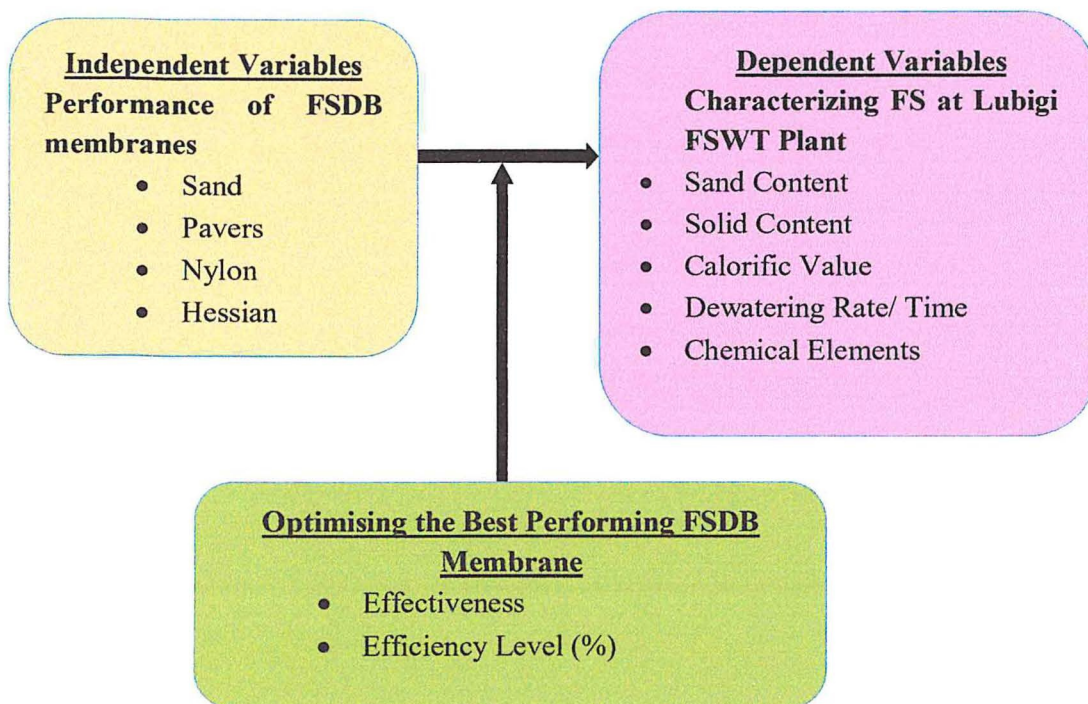 Independent Variables
Performance of FSDB
membranes
• Sand
• Pavers
• Nylon
• Hessian
Dependent Variables
Characterizing FS at Lubigi
FSWT Plant
• Sand Content
• Solid Content
• Calorific Value
• Dewatering Rate/ Time
• Chemical Elements
Optimising the Best Performing FSDB
Membrane
• Effectiveness
• Efficiency Level (%)